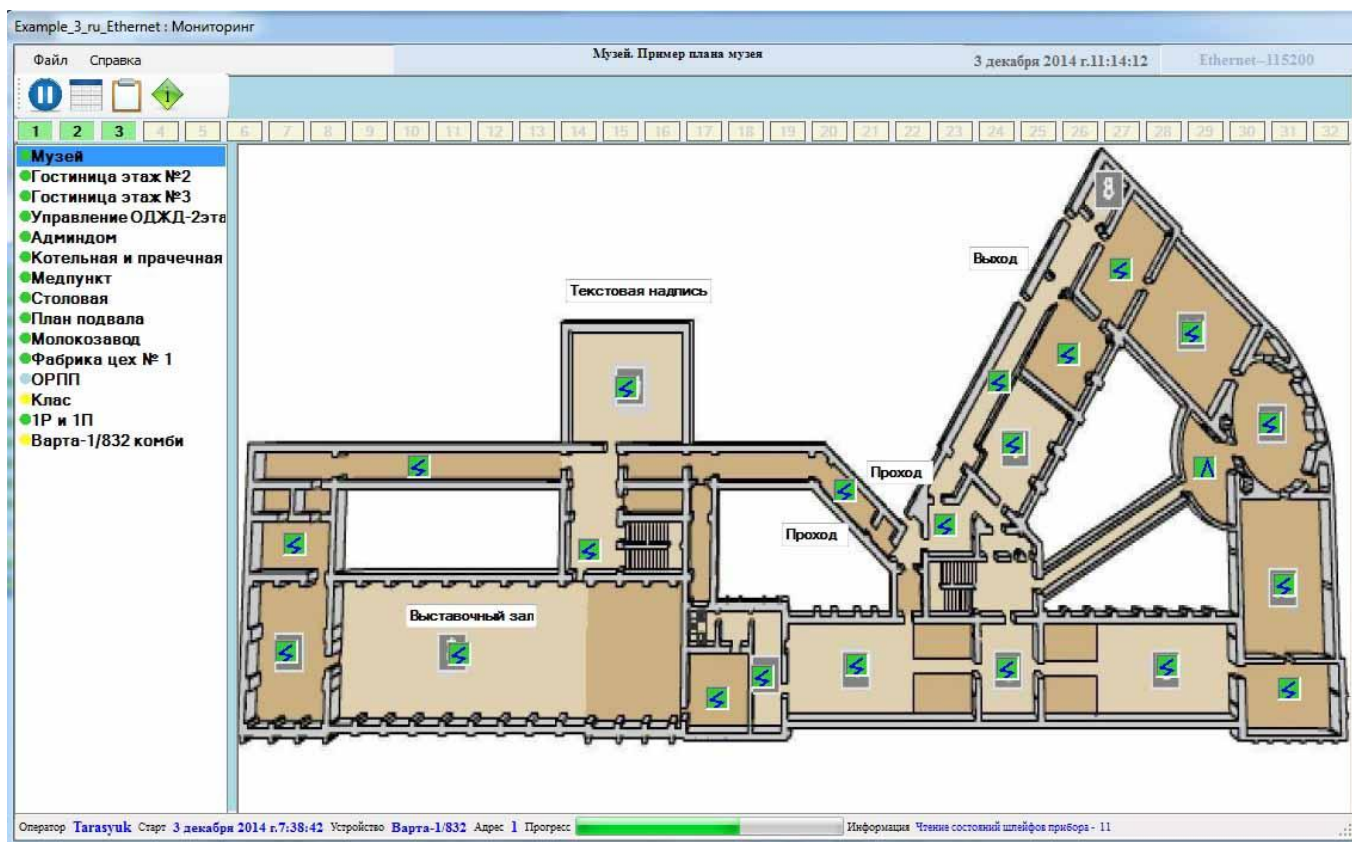 Example_3_ru_Ethernet : Мониторинг
Файл Справка
Музей. Пример плана музея
3 декабря 2014 г.11:14:12
Ethernet--115200
1 2 3 4 5 6 7 8 9 10 11 12 13 14 15 16 17 18 19 20 21 22 23 24 25 26 27 28 29 30 31 32
Музей
Гостиница этаж №2
Гостиница этаж №3
Управление ОДЖД-2эта
Админдом
Котельная и прачечная
Медпункт
Столовая
План подвала
Молокозавод
Фабрика цех № 1
ОРПП
Клас
1Р и 1П
Варта-1/832 комби
8
Выход
Текстовая надпись
Проход
Проход
Выставочный зал
Оператор Tarasyuk Старт 3 декабря 2014 г.7:38:42 Устройство Варта-1/832 Адрес 1 Прогресс Информация Чтение состояний шлейфов прибора - 11